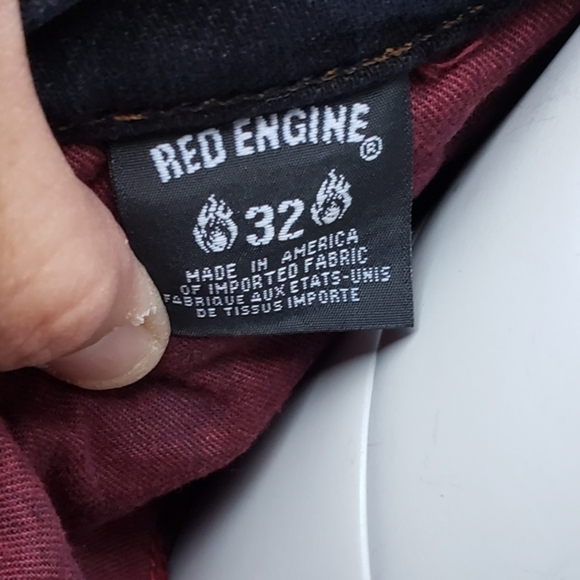 RED ENGINE®
32
MADE IN AMERICA
OF IMPORTED FABRIC
FABRIQUE AUX ETATS-UNIS
DE TISSUS IMPORTE